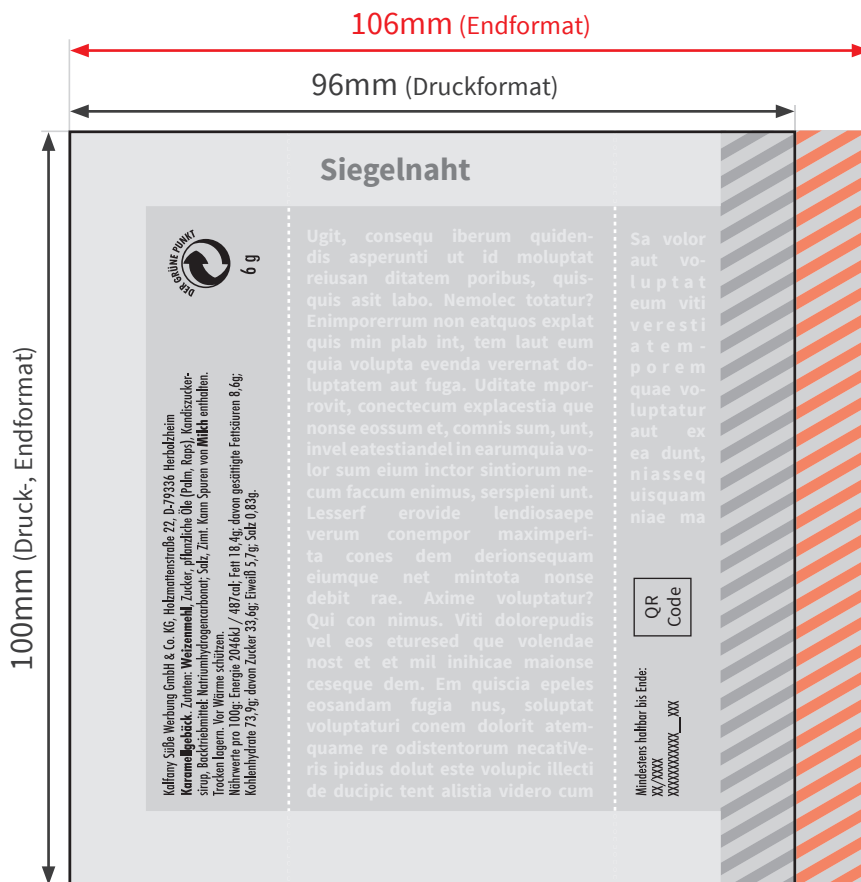 106mm (Endformat)
96mm (Druckformat)
100mm (Druck-, Endformat)
Siegelnaht
DER GRÜNE PUNKT
6 g
Kalfany Süße Werbung GmbH & Co. KG, Holzmattenstraße 22, D-79336 Herbolzheim
Karamellgebäck. Zutaten: Weizenmehl, Zucker, pflanzliche Öle (Palm, Raps), Kandiszucker-
sirup, Backtriebmittel: Natriumhydrogencarbonat; Salz, Zimt. Kann Spuren von Milch enthalten.
Trocken lagern. Vor Wärme schützen.
Nährwerte pro 100g: Energie 2046kJ / 487cal; Fett 18,4g; davon gesättigte Fettsäuren 8,6g;
Kohlenhydrate 73,9g; davon Zucker 33,6g; Eiweiß 5,7g; Salz 0,83g.
Ugit, consequ iberum quiden-
dis asperunti ut id moluptat
reiusan ditatem poribus, quis-
quis asit labo. Nemolec totatur?
Enimporerrum non eatquos explat
quis min plab int, tem laut eum
quia volupta evenda verernat do-
luptatem aut fuga. Uditate mpor-
rovit, conectecum explacestia que
nonse eossum et, comnis sum, unt,
invel eatestiandel in earumquia vo-
lor sum eium inctor sintiorum ne-
cum faccum enimus, serspieni unt.
Lesserf erovide lendiosaepe
verum conempor maximperi-
ta cones dem derionsequam
eiumque net mintota nonse
debit rae. Axime voluptatur?
Qui con nimus. Viti dolorepudis
vel eos eturesed que volendae
nost et et mil inihicae maionse
ceseque dem. Em quiscia epeles
eosandam fugia nus, soluptat
voluptaturi conem dolorit atem-
quame re odistentorum necatiVe-
ris ipidus dolut este volupic illecti
de ducipic tent alistia videro cum
Sa volor
aut vo-
luptat
eum viti
veresti
atem-
porem
quae vo-
luptatur
aut ex
ea dunt,
niasseq
uisquam
niae ma
QR
Code
Mindestens haltbar bis Ende:
XX/XXXX
XXXXXXXXXXXX__XXX